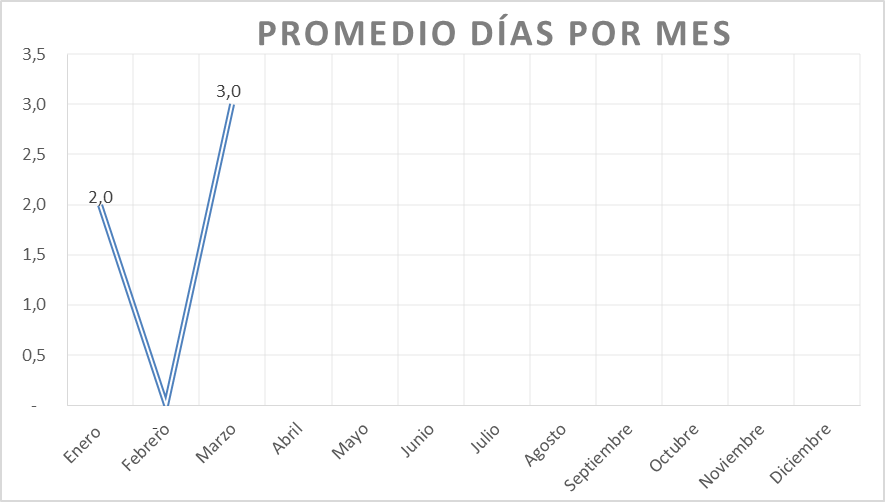 PROMEDIO DÍAS POR MES
3,5
3,0
2,5
2,0
1,5
1,0
0,5
-
2,0
-
3,0
Enero
Febrero
Marzo
Abril
Mayo
Junio
Julio
Agosto
Septiembre
Octubre
Noviembre
Diciembre